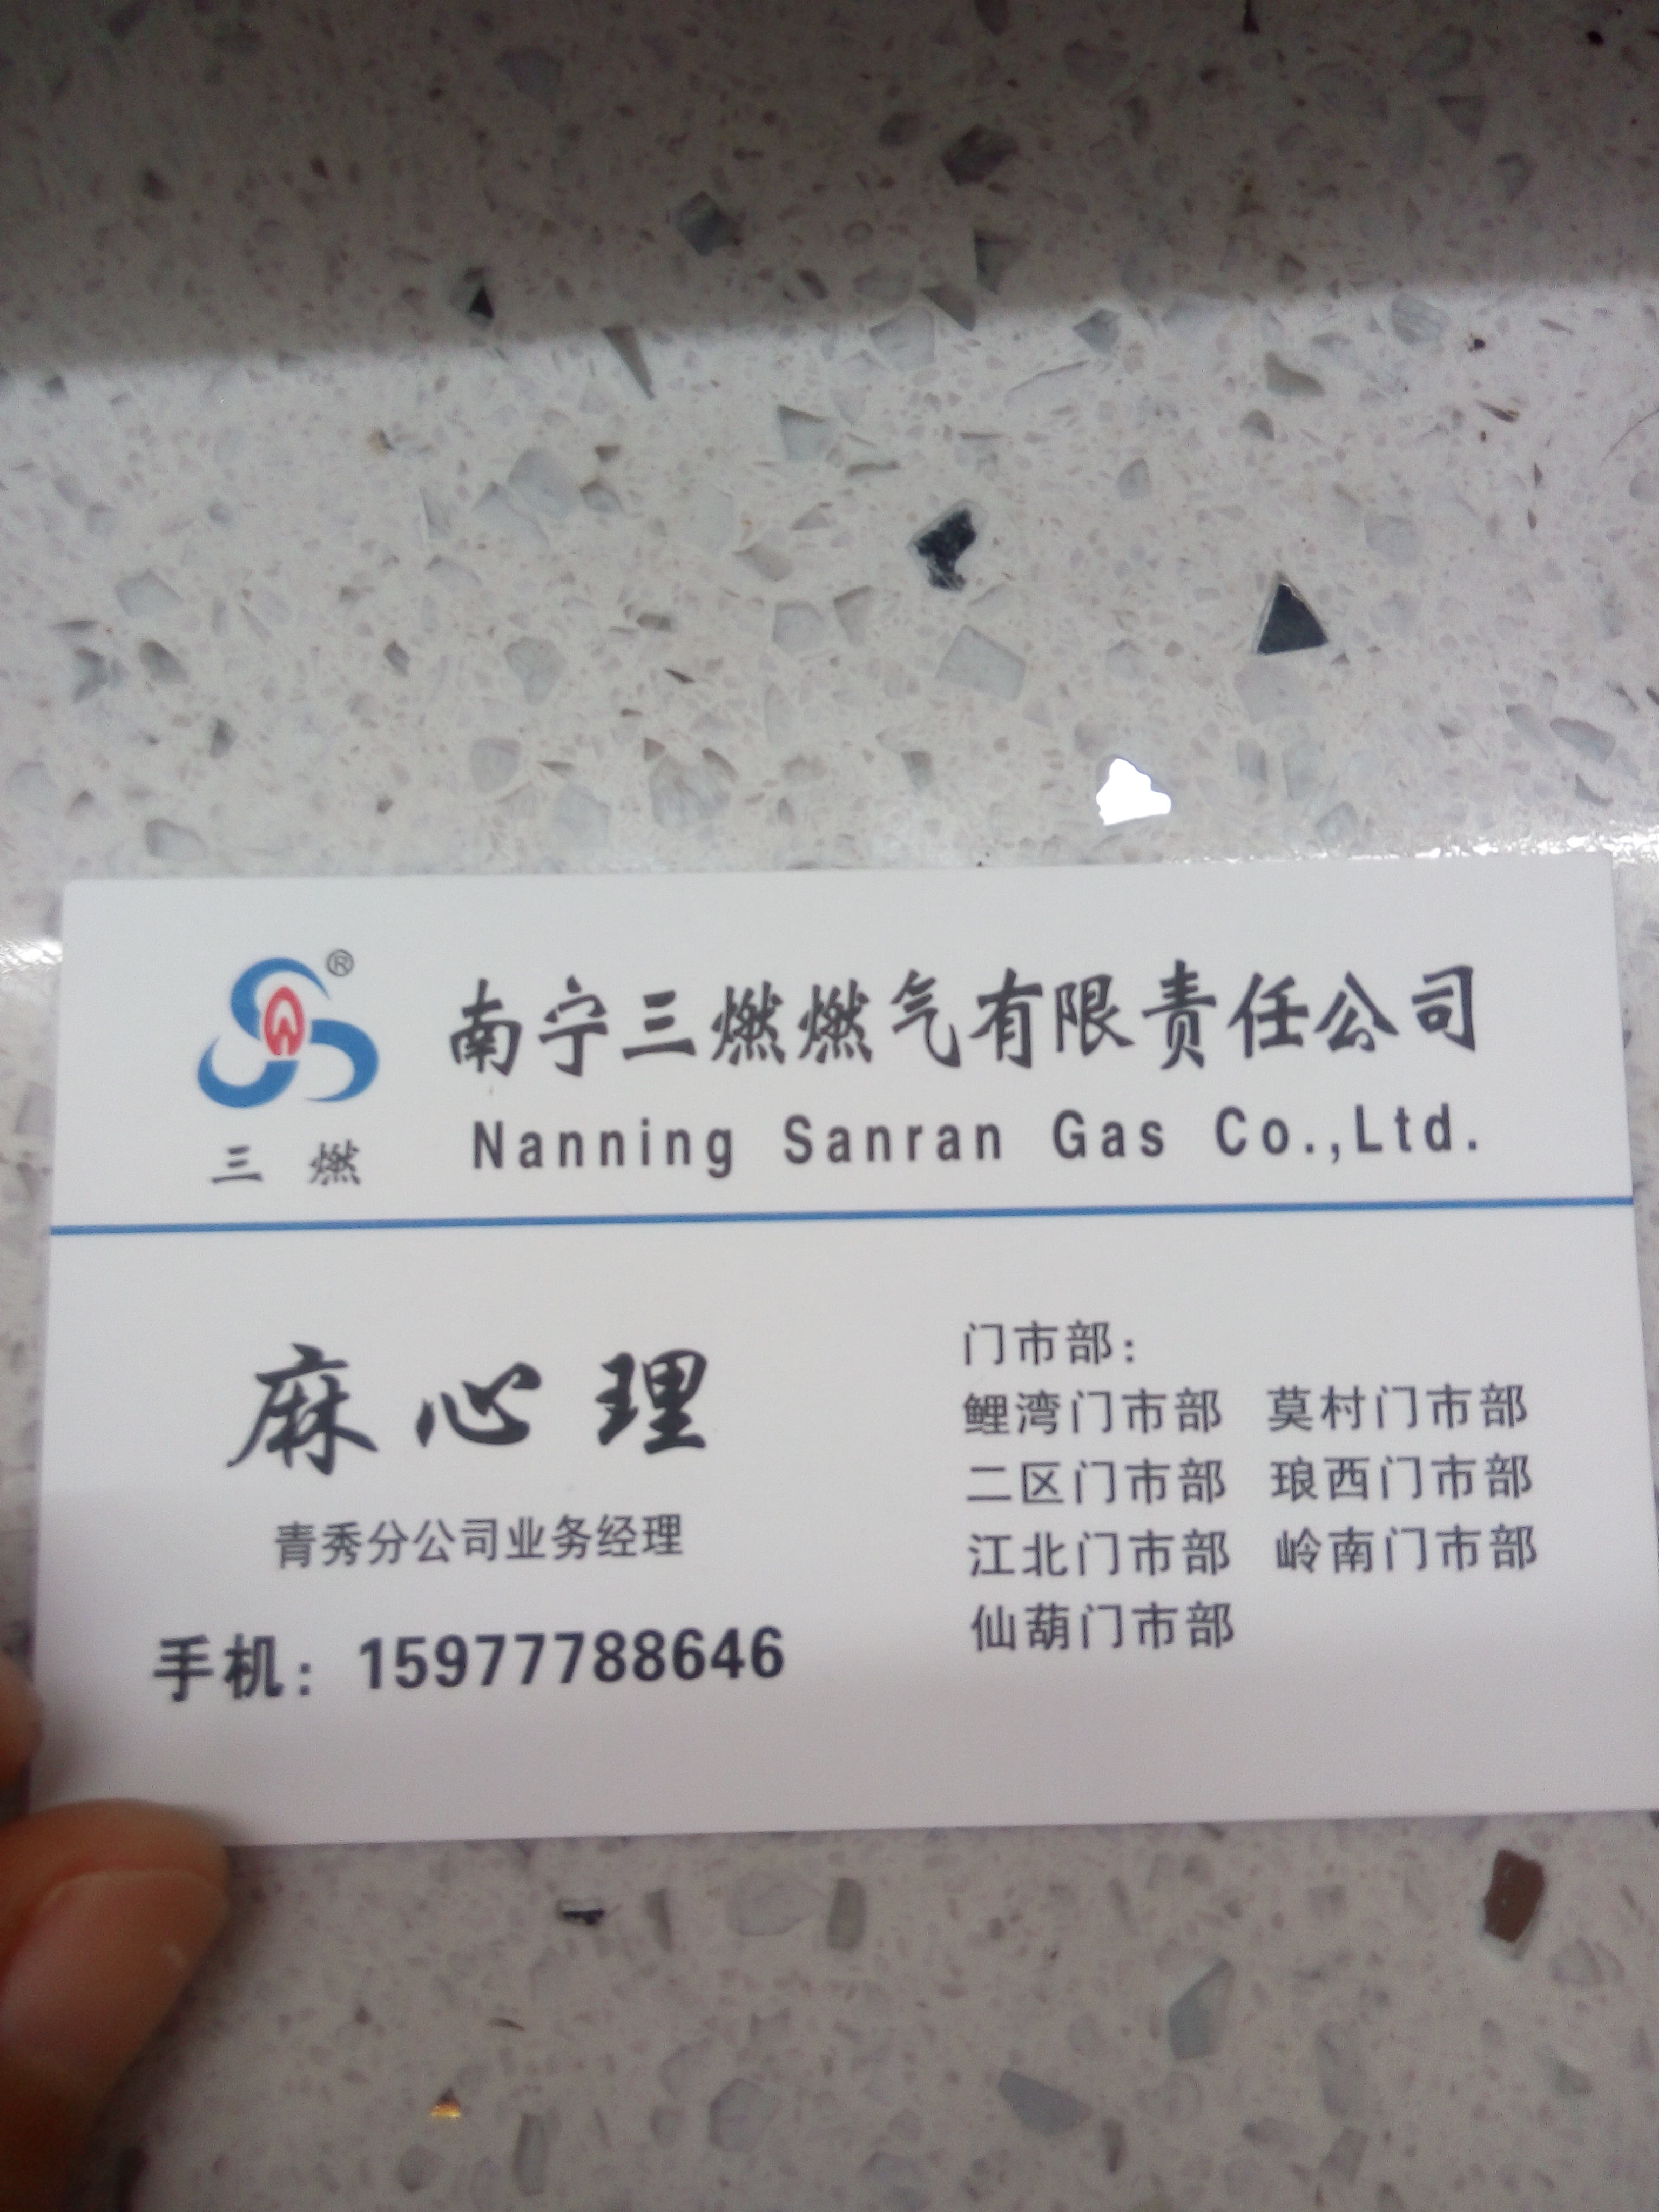 ®
南宁三燃燃气有限责任公司
Nanning Sanran Gas Co.,Ltd.
三燃
麻心理
青秀分公司业务经理
手机：15977788646
门市部：
鲤湾门市部 莫村门市部
二区门市部 琅西门市部
江北门市部 岭南门市部
仙葫门市部